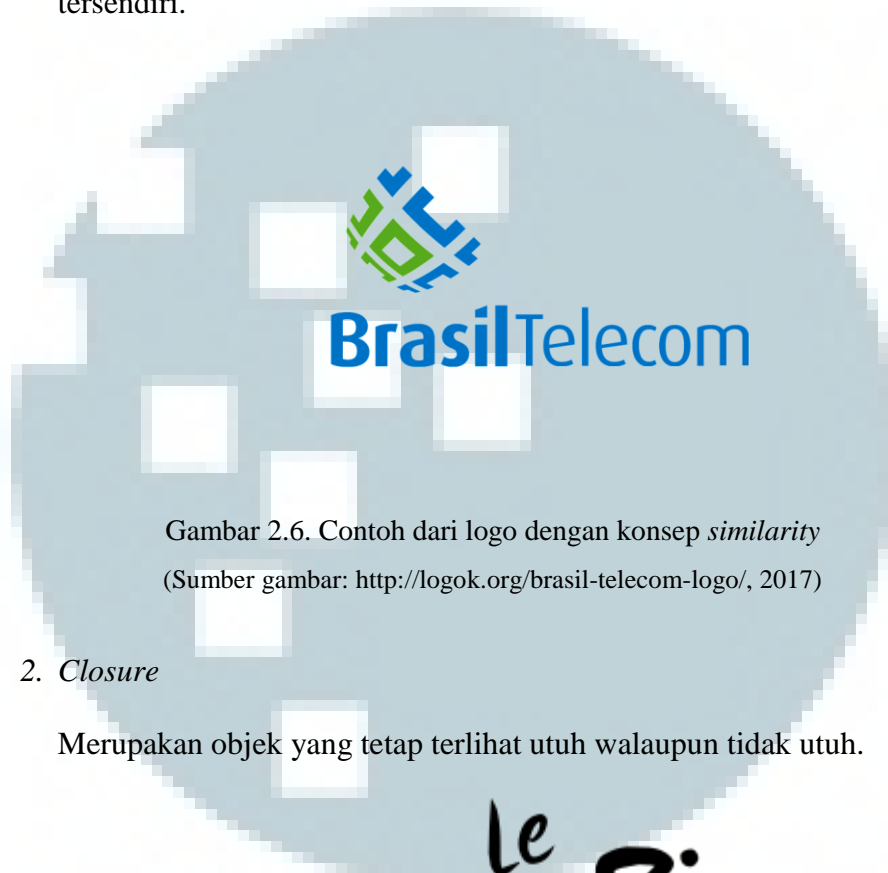 tersendiri.
BrasilTelecom
Gambar 2.6. Contoh dari logo dengan konsep similarity
(Sumber gambar: http://logok.org/brasil-telecom-logo/, 2017)
2. Closure
Merupakan objek yang tetap terlihat utuh walaupun tidak utuh.
Le